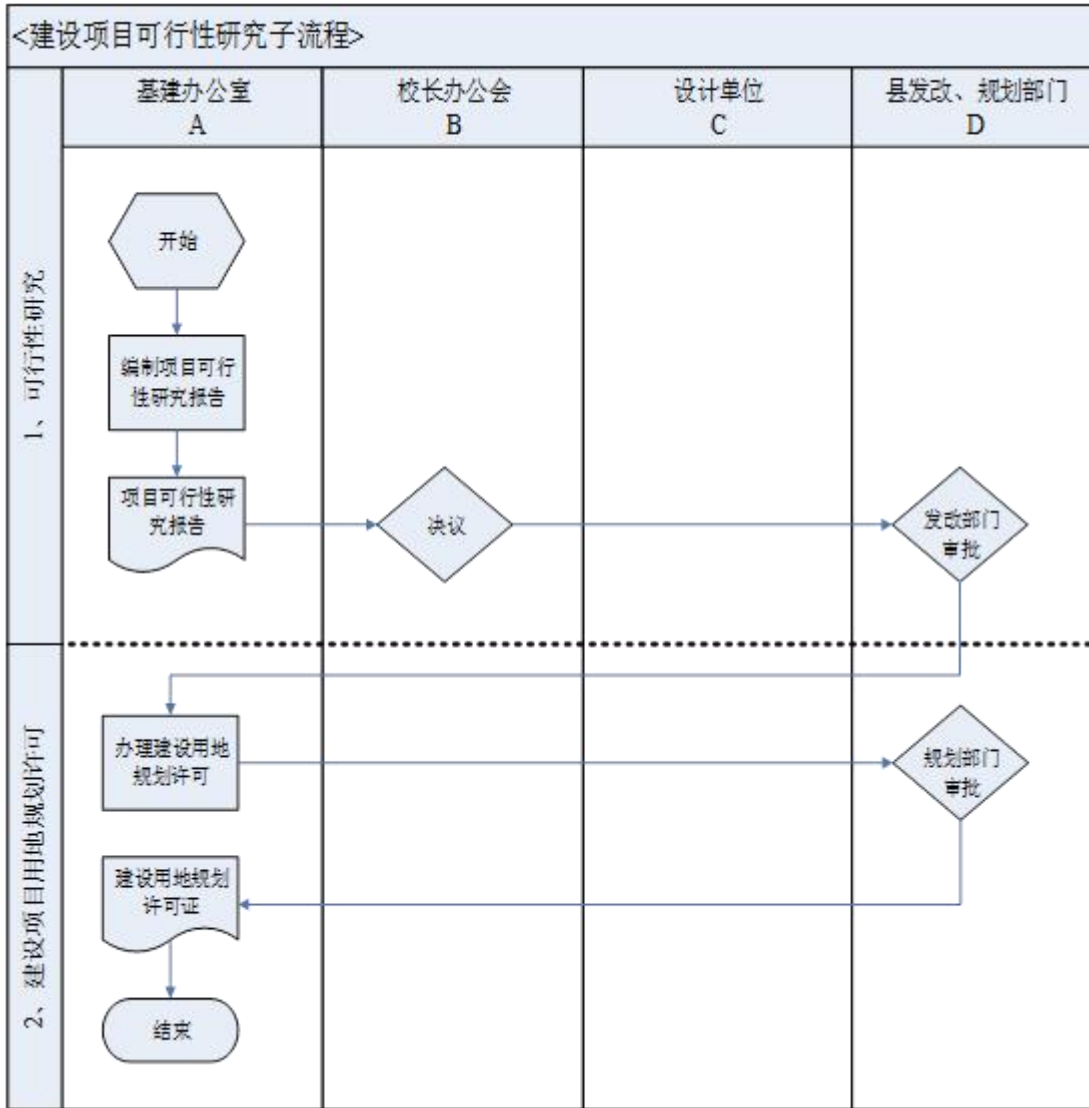 <建设项目可行性研究子流程>
基建办公室
A
校长办公会
B
设计单位
C
县发改、规划部门
D
1、可行性研究
开始
编制项目可行
性研究报告
项目可行性研
究报告
决议
发改部门
审批
2、建设项目用地规划许可
办理建设用地
规划许可
规划部门
审批
建设用地规划
许可证
结束